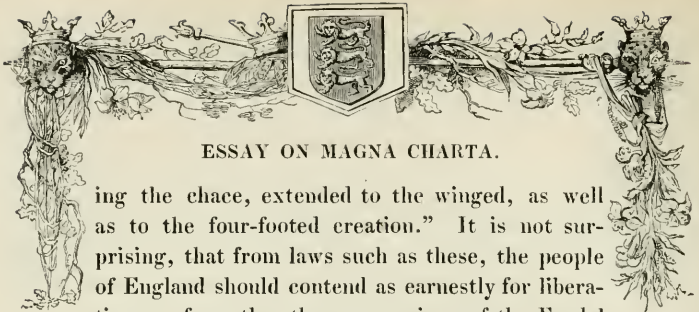 ESSAY ON MAGNA CHARTA.
ing the chace, extended to the winged, as well
as to the four-footed creation.” It is not sur-
prising, that from laws such as these, the people
of England should contend as earnestly for libera-